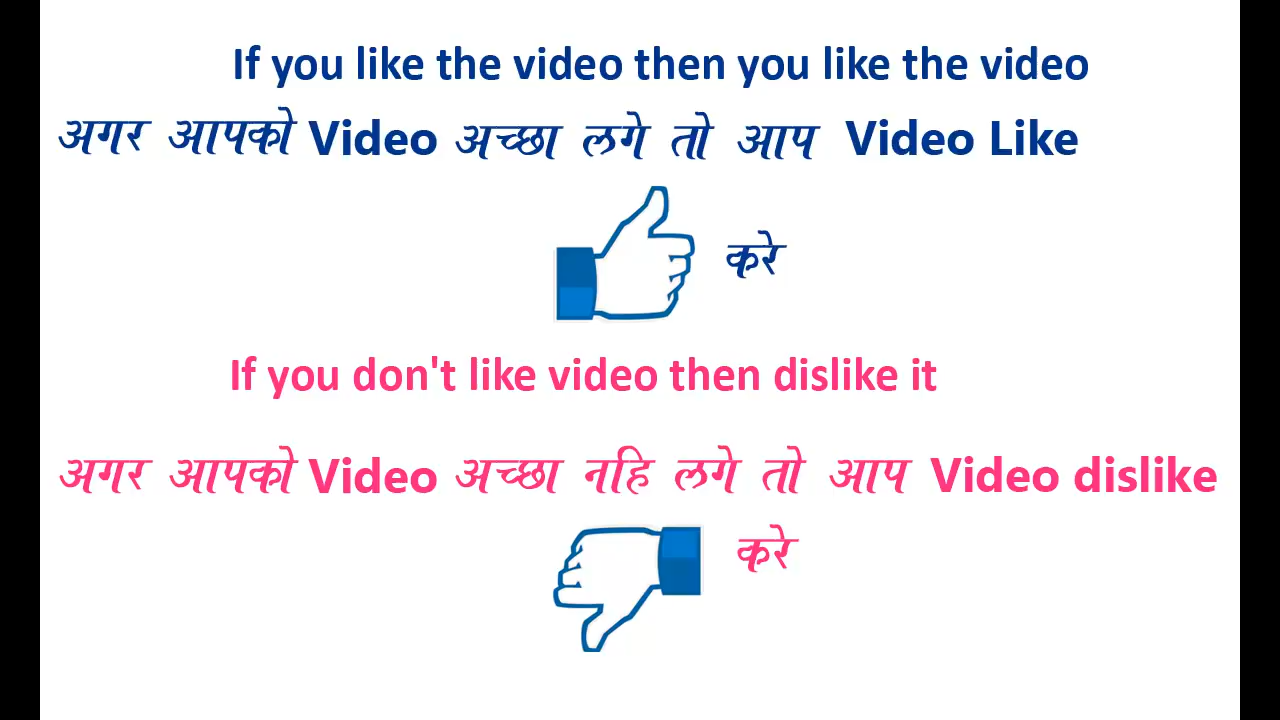 If you like the video then you like the video
अगर आपको Video अच्छा लगे तो आप Video Like
करे
If you don't like video then dislike it
अगर आपको Video अच्छा नहि लगे तो आप Video dislike
करे